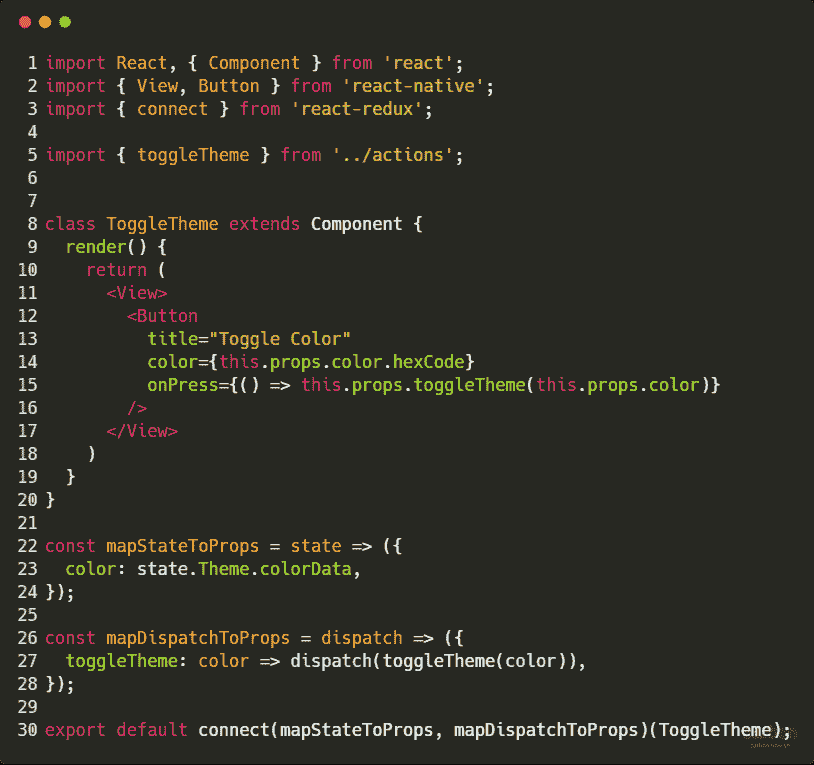 1 import React, { Component } from 'react';
2 import { View, Button } from 'react-native';
3 import { connect } from 'react-redux';
4
5 import { toggleTheme } from '../actions';
6
7
8 class ToggleTheme extends Component {
9   render() {
10     return (
11       <View>
12         <Button
13           title="Toggle Color"
14           color={this.props.color.hexCode}
15           onPress={() => this.props.toggleTheme(this.props.color)}
16         />
17       </View>
18     )
19   }
20 }
21
22 const mapStateToProps = state => ({
23   color: state.Theme.colorData,
24 });
25
26 const mapDispatchToProps = dispatch => ({
27   toggleTheme: color => dispatch(toggleTheme(color)),
28 });
29
30 export default connect(mapStateToProps, mapDispatchToProps)(ToggleTheme);